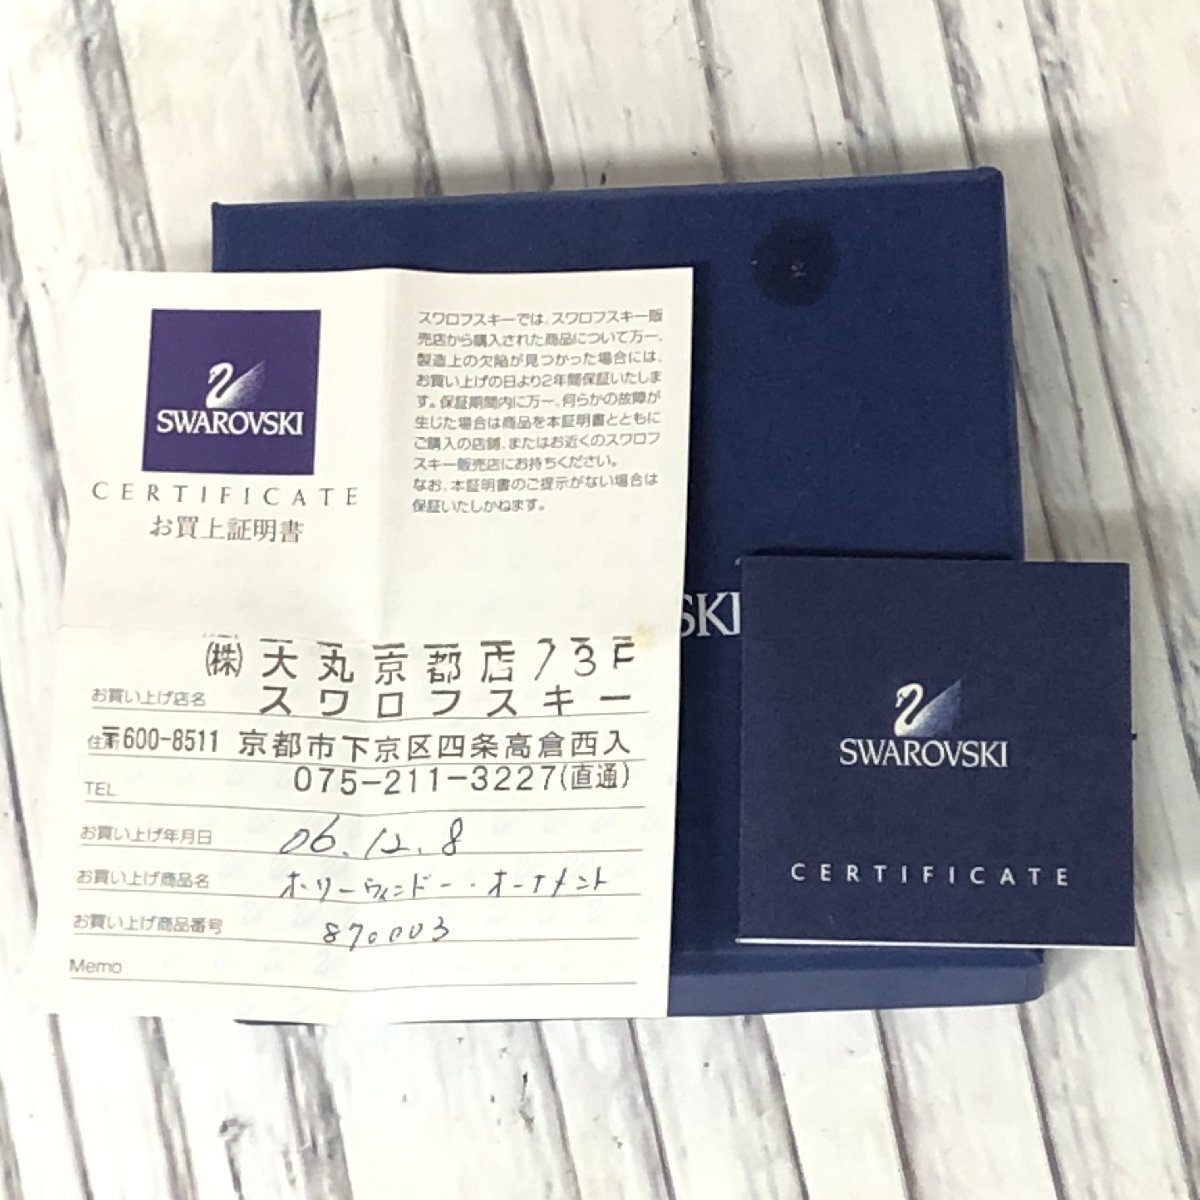 SWAROVSKI
CERTIFICATE
お買上証明書
スワロフスキーでは、スワロフスキー販
売店から購入された商品について万一、
製造上の欠陥が見つかった場合には、
お買い上げの日より2年間保証いたしま
す。保証期間内に万一、何らかの故障が
生じた場合は商品を本証明書とともに
ご購入の店舗、またはお近くのスワロフ
スキー販売店にお持ちください。
なお、本証明書のご提示がない場合は
保証いたしかねます。
(株)大丸京都店/3F
お買い上げ店名 スワロフスキー
住所 〒600-8511 京都市下京区四条高倉西入
TEL 075-211-3227(直通)
お買い上げ年月日 06.12.8
お買い上げ商品名 ホリーウィンドー・オーナメント
お買い上げ商品番号 870003
Memo
SKI
SWAROVSKI
CERTIFICATE